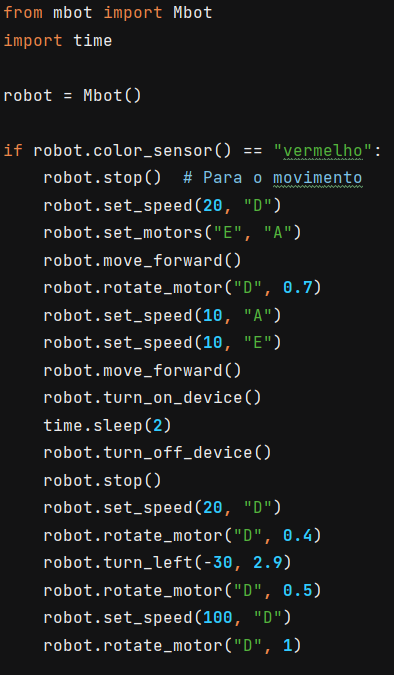 from mbot import Mbot
import time

robot = Mbot()

if robot.color_sensor() == "vermelho":
    robot.stop()  # Para o movimento
    robot.set_speed(20, "D")
    robot.set_motors("E", "A")
    robot.move_forward()
    robot.rotate_motor("D", 0.7)
    robot.set_speed(10, "A")
    robot.set_speed(10, "E")
    robot.move_forward()
    robot.turn_on_device()
    time.sleep(2)
    robot.turn_off_device()
    robot.stop()
    robot.set_speed(20, "D")
    robot.rotate_motor("D", 0.4)
    robot.turn_left(-30, 2.9)
    robot.rotate_motor("D", 0.5)
    robot.set_speed(100, "D")
    robot.rotate_motor("D", 1)